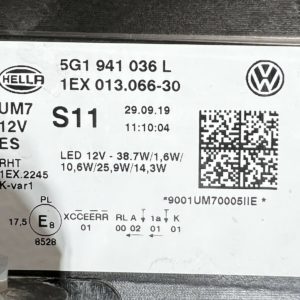 HELLA
5G1 941 036 L
1EX 013.066-30
UM7
12V
ES
S11
29.09.19
11:10:04
RHT
1EX.2245
K-var1
LED 12V - 38.7W/1,6W/
10,6W/25,9W/14,3W
*9001UM70005IIE*
PL
17,5
E8
8528
XCCEERR RL A 1a K
01 00 02 01 01